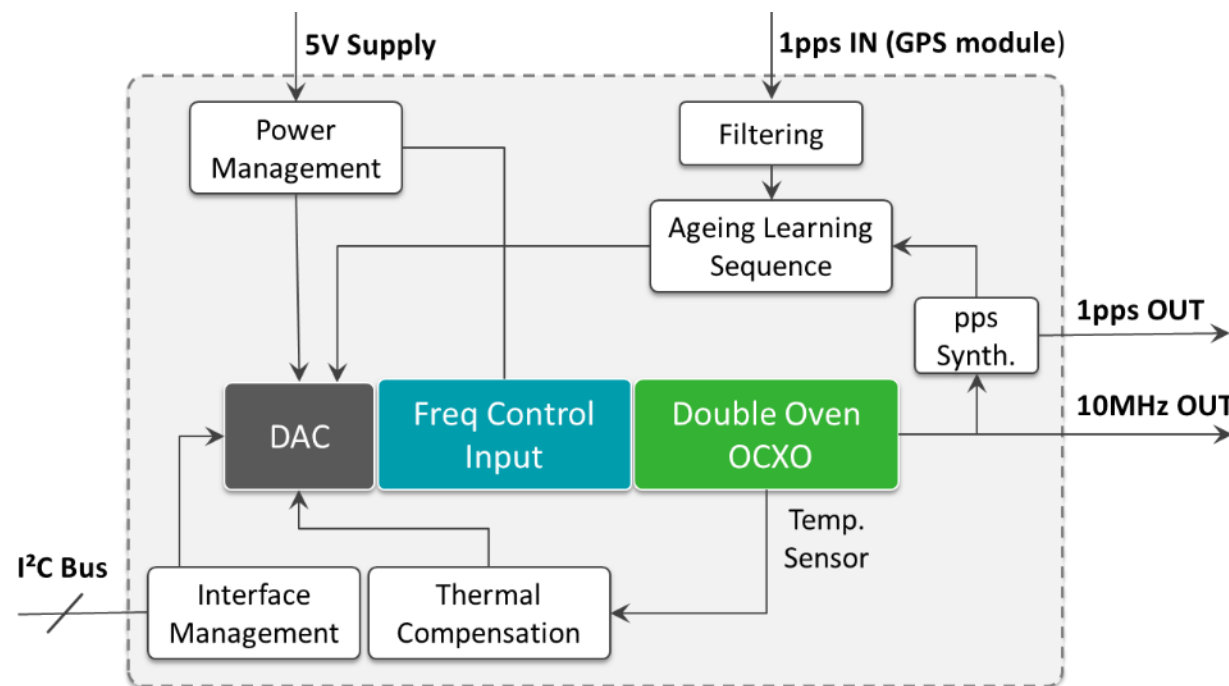 5V Supply
1pps IN (GPS module)
Power
Management
Filtering
Ageing Learning
Sequence
pps
Synth.
1pps OUT
10MHz OUT
DAC
Freq Control
Input
Double Oven
OCXO
Temp.
Sensor
I²C Bus
Interface
Management
Thermal
Compensation